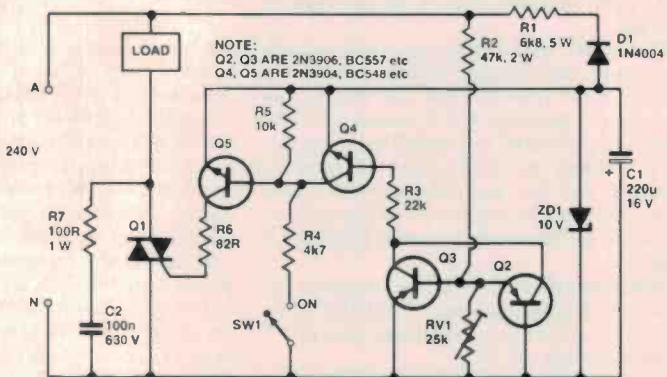 NOTE:
Q2, Q3 ARE 2N3906, BC557 etc
Q4, Q5 ARE 2N3904, BC548 etc
R1
6k8, 5 W
D1
1N4004
R2
47k, 2 W
LOAD
A
R5
10k
Q4
Q5
240 V
R3
22k
C1
220u
16 V
+
R7
100R
1 W
Q1
R6
82R
R4
4k7
ZD1
10 V
Q3
Q2
ON
N
C2
100n
630 V
SW1
RV1
25k